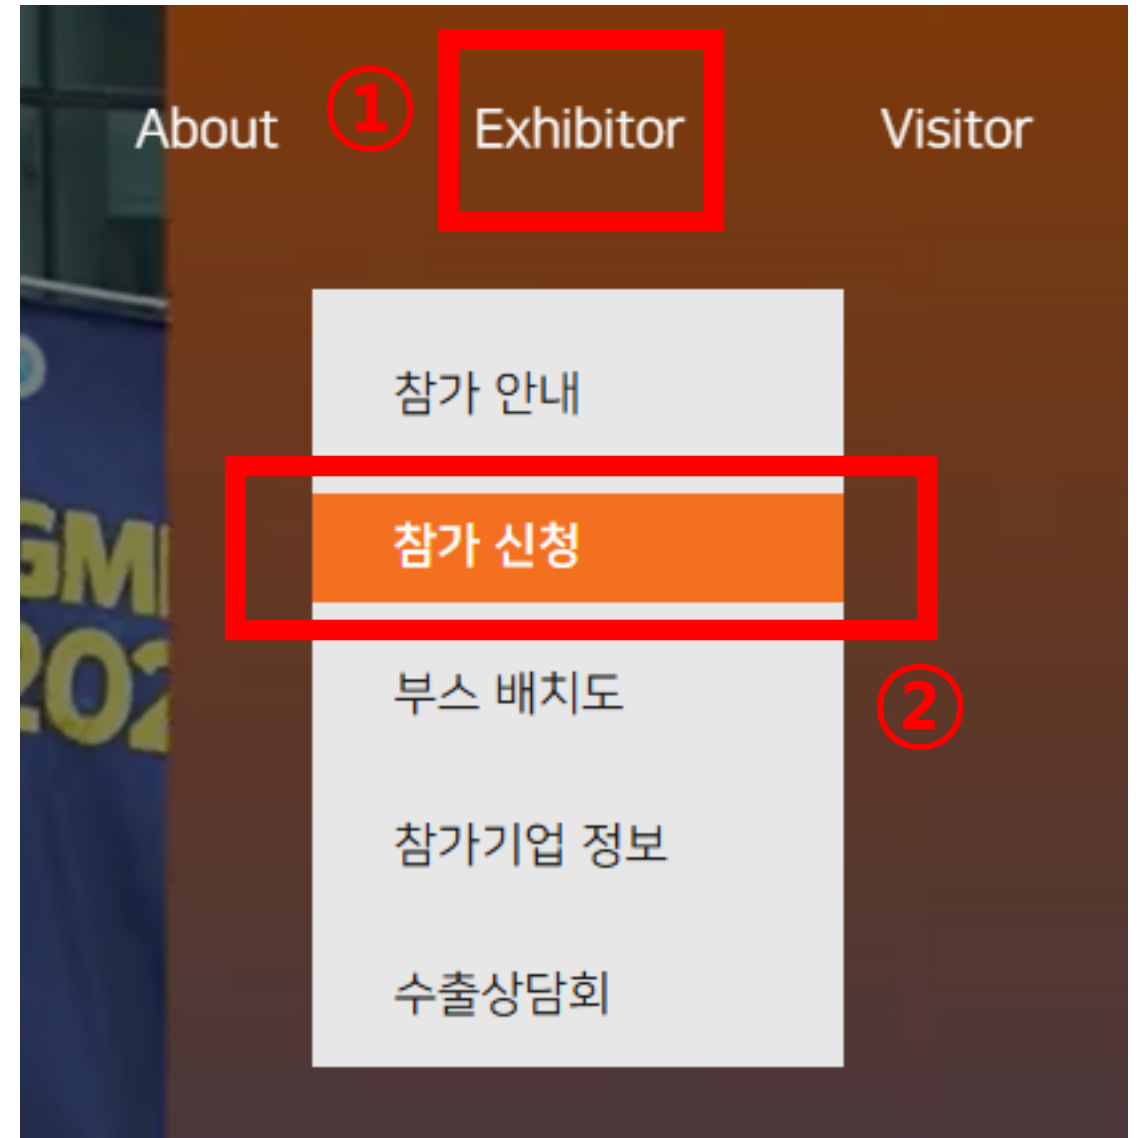 About ① Exhibitor Visitor
참가 안내
참가 신청
부스 배치도
②
참가기업 정보
수출상담회